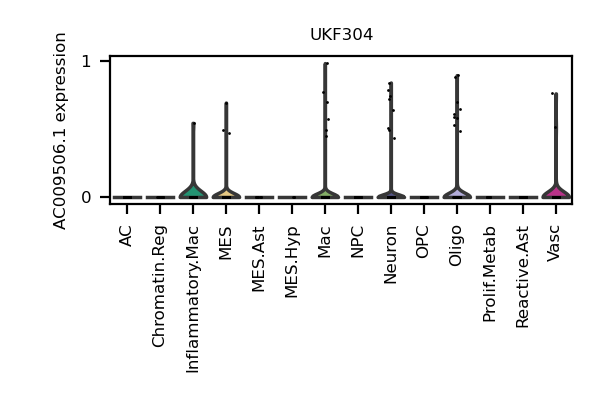 UKF304
AC009506.1 expression
1
0
AC
Chromatin.Reg
Inflammatory.Mac
MES
MES.Ast
MES.Hyp
Mac
NPC
Neuron
OPC
Oligo
Prolif.Metab
Reactive.Ast
Vasc